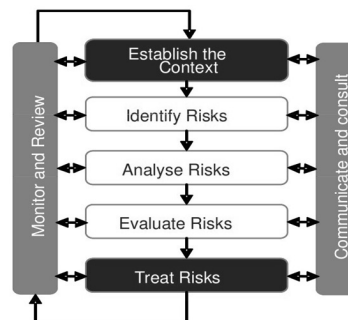 Establish the
Context
Identify Risks
Analyse Risks
Evaluate Risks
Treat Risks
Monitor and Review
Communicate and consult